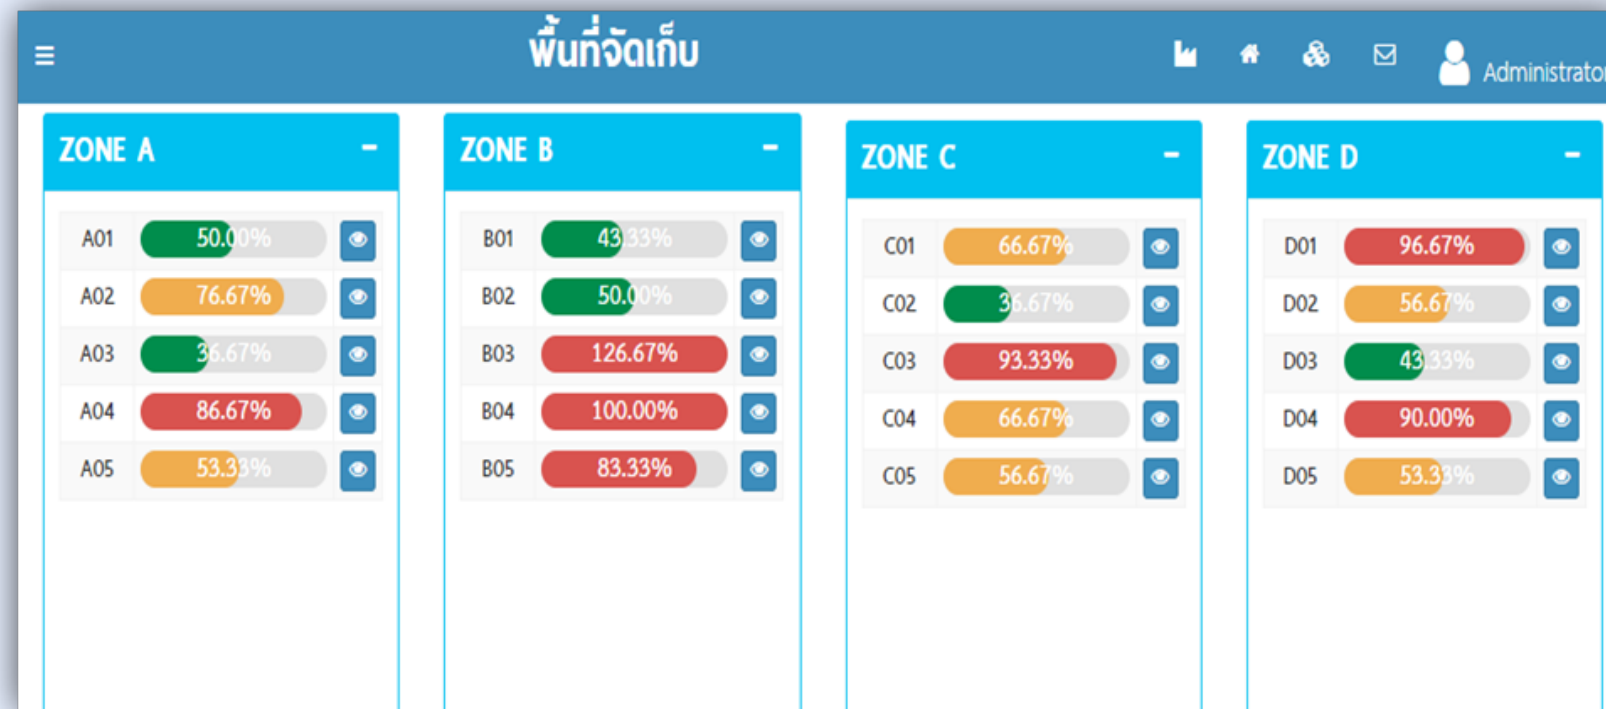 พื้นที่จัดเก็บ
Administrator
ZONE A
A01 50.00%
A02 76.67%
A03 36.67%
A04 86.67%
A05 53.33%
ZONE B
B01 43.33%
B02 50.00%
B03 126.67%
B04 100.00%
B05 83.33%
ZONE C
C01 66.67%
C02 36.67%
C03 93.33%
C04 66.67%
C05 56.67%
ZONE D
D01 96.67%
D02 56.67%
D03 43.33%
D04 90.00%
D05 53.33%